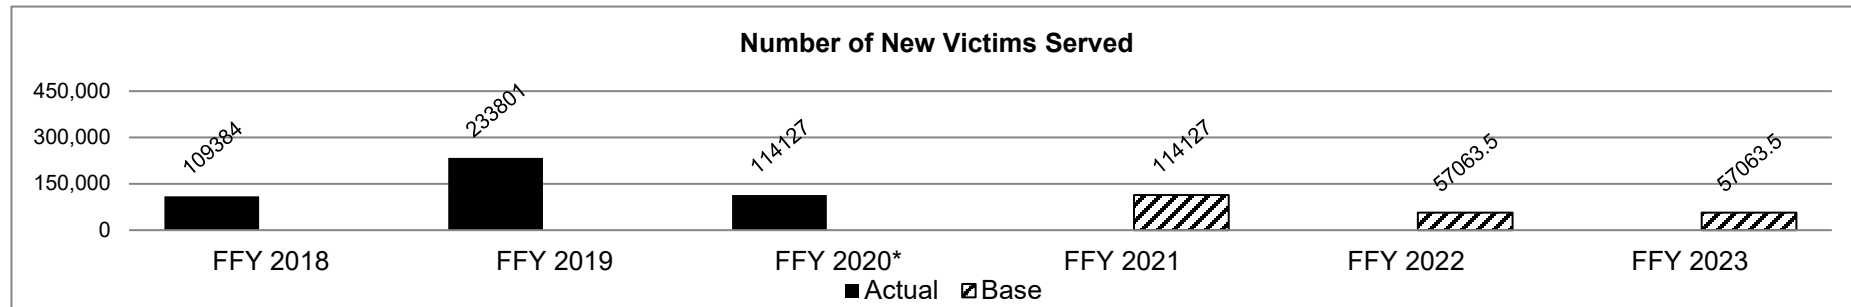 Number of New Victims Served
450,000
300,000
150,000
0
109384
233801
114127
114127
57063.5
57063.5
FFY 2018
FFY 2019
FFY 2020*
FFY 2021
FFY 2022
FFY 2023
Actual
Base